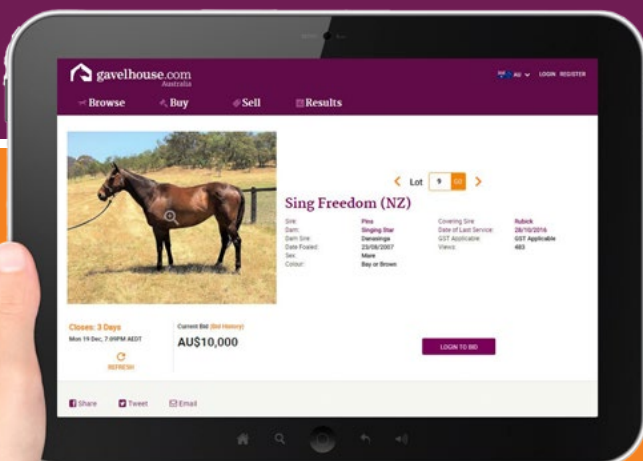 gavelhouse.com
Australia
AU LOGIN REGISTER
Browse Buy Sell Results
Lot 9 GO
Sing Freedom (NZ)
Sire: Pins Covering Sire Rubick
Dam: Singing Star Date of Last Service: 28/10/2016
Dam Sire: Danasinga GST Applicable: GST Applicable
Date Foaled: 23/08/2007 Views: 483
Sex: Mare
Colour: Bay or Brown
Closes: 3 Days Current Bid (Bid History)
Mon 19 Dec, 7:09PM AEDT AU$10,000
REFRESH LOGIN TO BID
Share Tweet Email